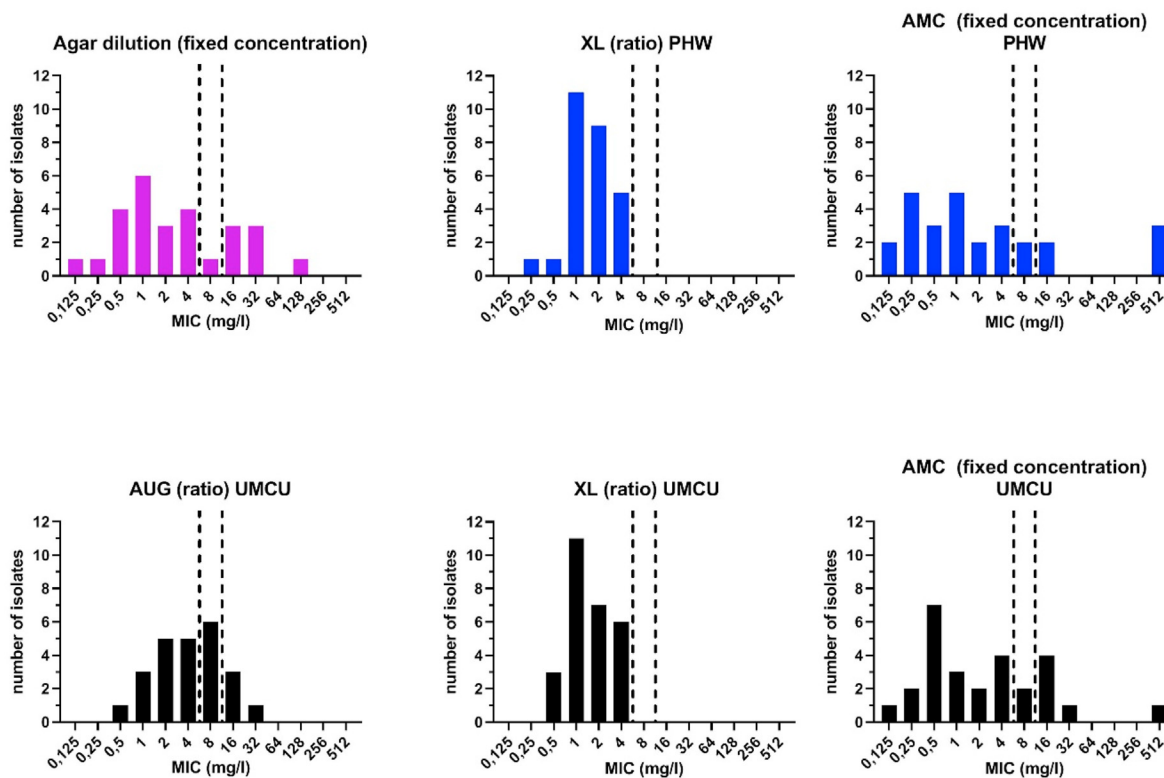 Agar dilution (fixed concentration)
number of isolates
12
10
8
6
4
2
0
0,125 0,25 0,5 1 2 4 8 16 32 64 128 256 512
MIC (mg/l)
XL (ratio) PHW
number of isolates
12
10
8
6
4
2
0
0,125 0,25 0,5 1 2 4 8 16 32 64 128 256 512
MIC (mg/l)
AMC (fixed concentration)
PHW
number of isolates
12
10
8
6
4
2
0
0,125 0,25 0,5 1 2 4 8 16 32 64 128 256 512
MIC (mg/l)
AUG (ratio) UMCU
number of isolates
12
10
8
6
4
2
0
0,125 0,25 0,5 1 2 4 8 16 32 64 128 256 512
MIC (mg/l)
XL (ratio) UMCU
number of isolates
12
10
8
6
4
2
0
0,125 0,25 0,5 1 2 4 8 16 32 64 128 256 512
MIC (mg/l)
AMC (fixed concentration)
UMCU
number of isolates
12
10
8
6
4
2
0
0,125 0,25 0,5 1 2 4 8 16 32 64 128 256 512
MIC (mg/l)